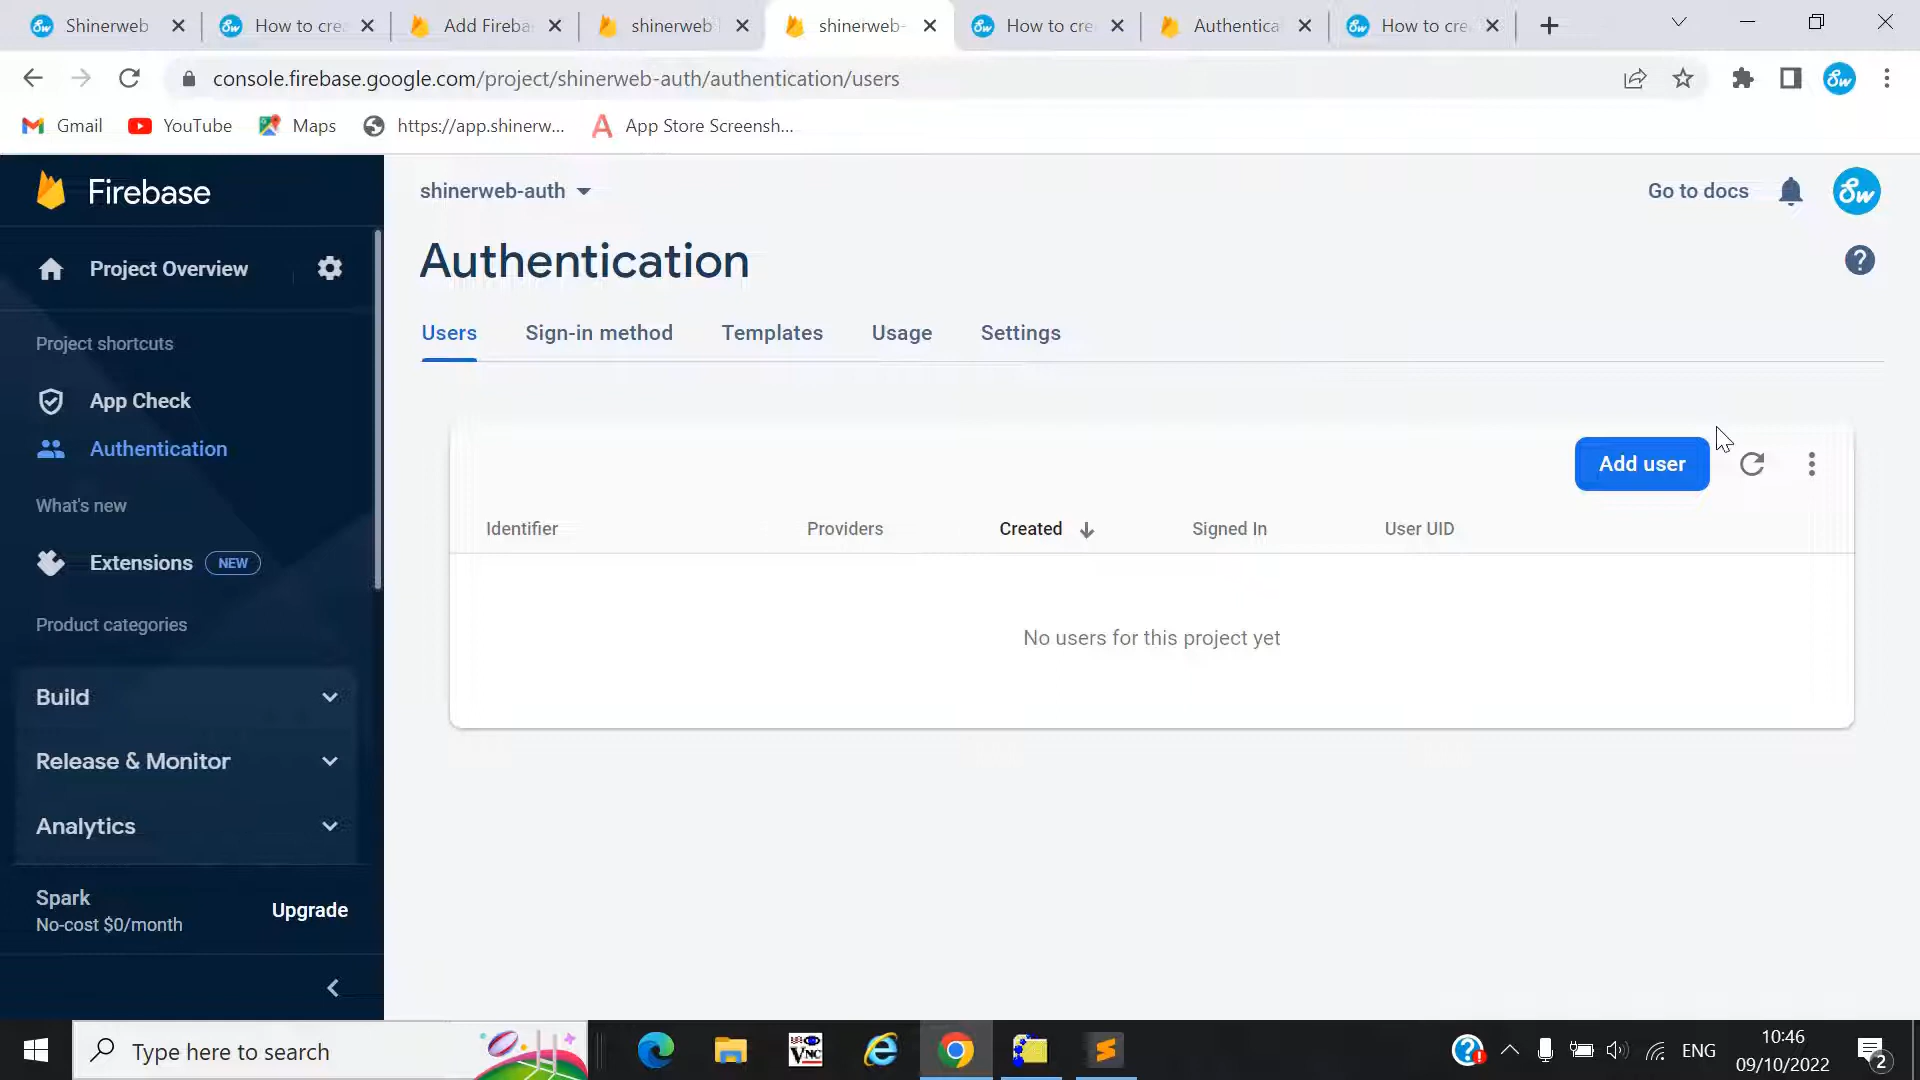 Shinerweb
How to cre
Add Fireba
shinerweb
shinerweb-
How to cre
Authentica
How to cre
console.firebase.google.com/project/shinerweb-auth/authentication/users
Gmail
YouTube
Maps
https://app.shinerw...
App Store Screensh...
Firebase
shinerweb-auth
Go to docs
Sw
Authentication
Project Overview
Users
Sign-in method
Templates
Usage
Settings
Project shortcuts
App Check
Authentication
What's new
Extensions NEW
Product categories
Build
Release & Monitor
Analytics
Spark
No-cost $0/month
Upgrade
Add user
Identifier
Providers
Created
Signed In
User UID
No users for this project yet
Type here to search
VNC
ENG
10:46
09/10/2022
2